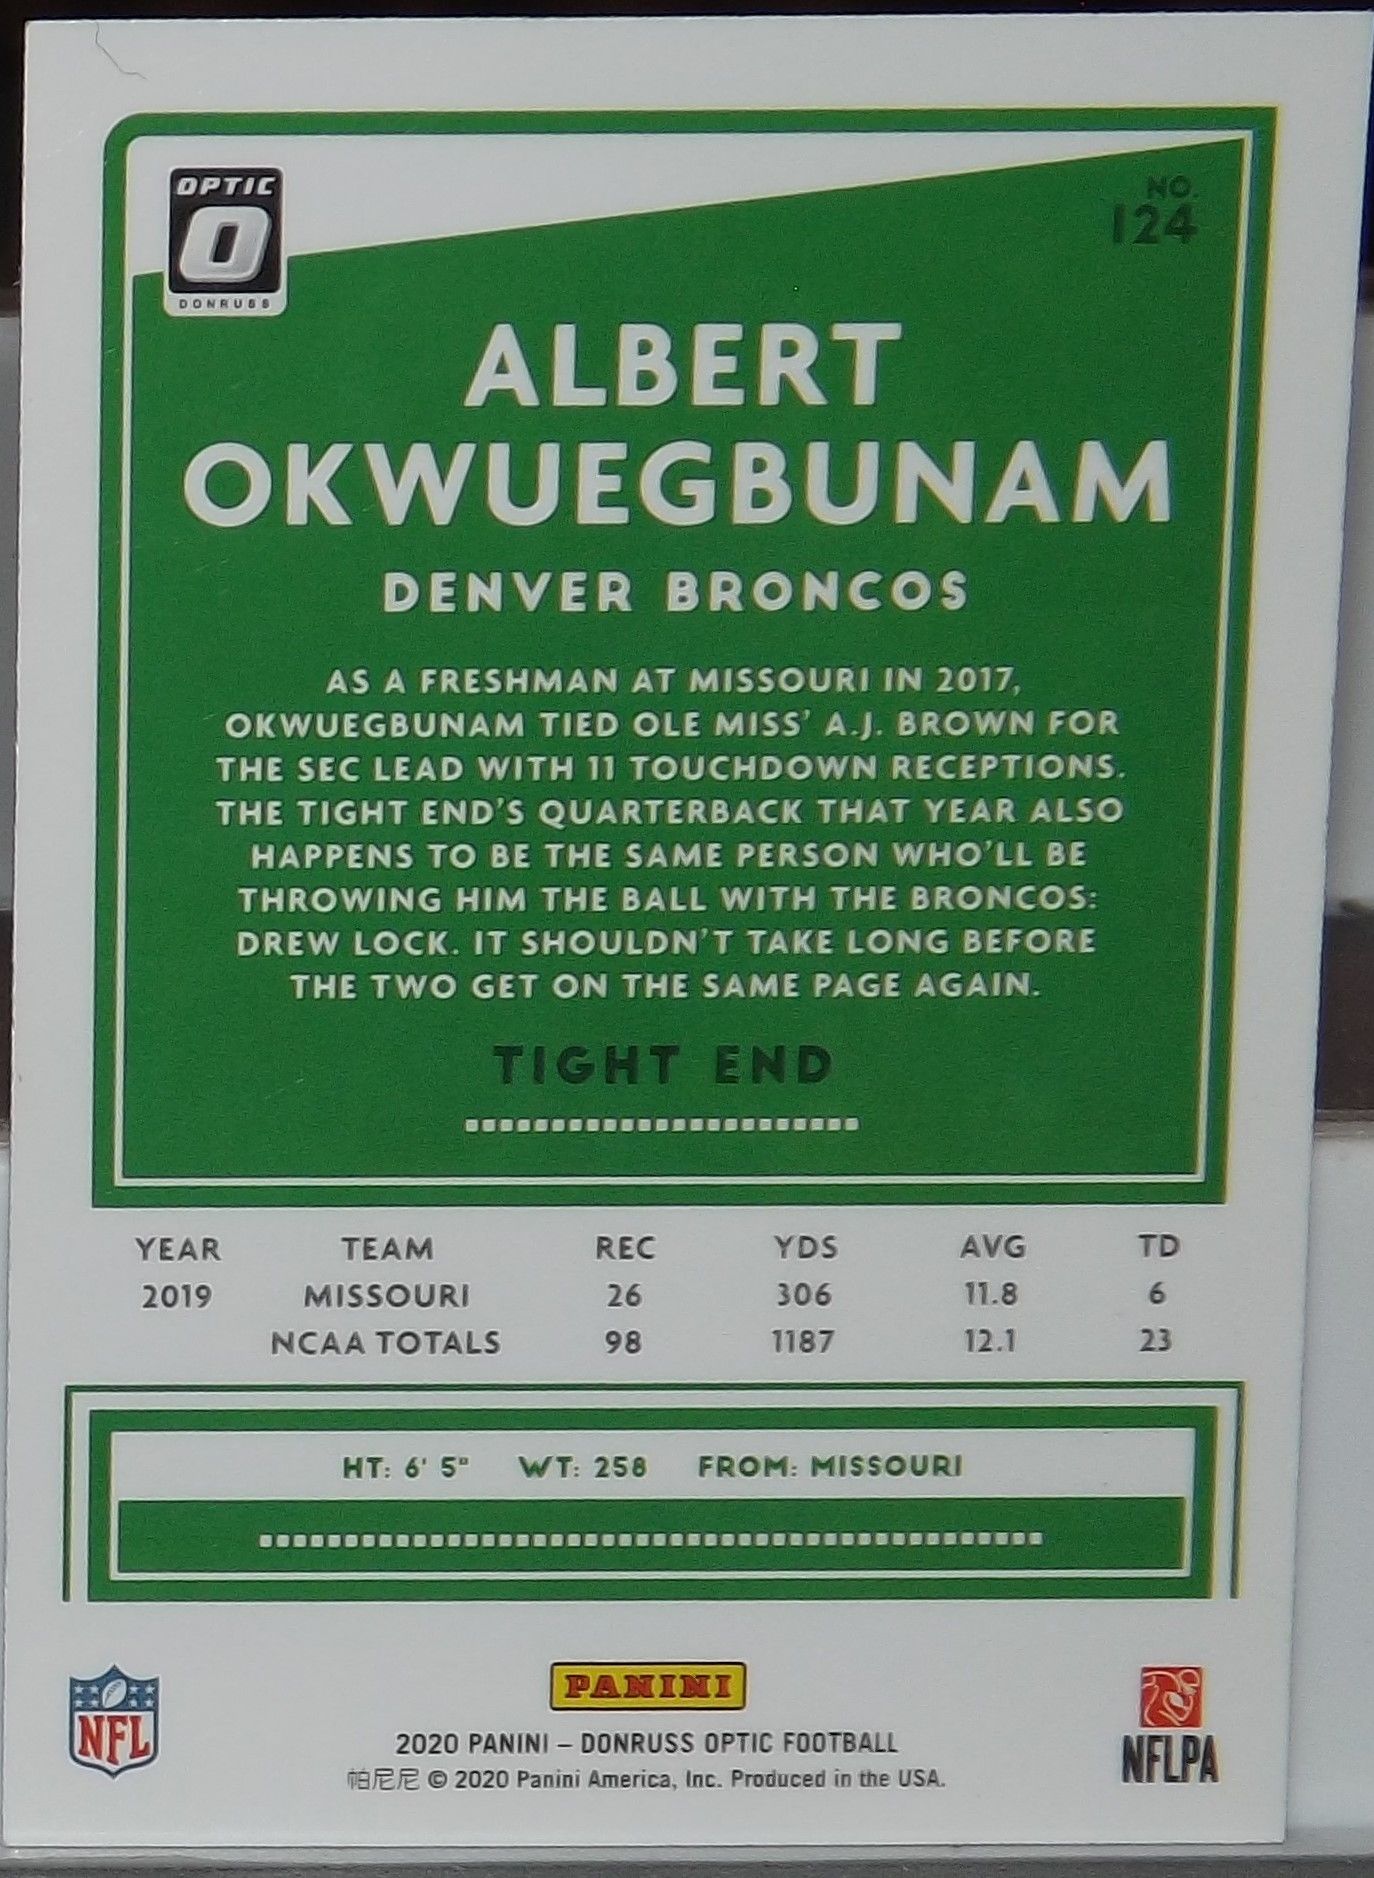 OPTIC
O
DONRUSS
NO.
124
ALBERT
OKWUEGBUNAM
DENVER BRONCOS
AS A FRESHMAN AT MISSOURI IN 2017,
OKWUEGBUNAM TIED OLE MISS' A.J. BROWN FOR
THE SEC LEAD WITH 11 TOUCHDOWN RECEPTIONS.
THE TIGHT END'S QUARTERBACK THAT YEAR ALSO
HAPPENS TO BE THE SAME PERSON WHO'LL BE
THROWING HIM THE BALL WITH THE BRONCOS:
DREW LOCK. IT SHOULDN'T TAKE LONG BEFORE
THE TWO GET ON THE SAME PAGE AGAIN.
TIGHT END
YEAR TEAM REC YDS AVG TD
2019 MISSOURI 26 306 11.8 6
NCAA TOTALS 98 1187 12.1 23
HT: 6' 5" WT: 258 FROM: MISSOURI
NFL
PANINI
2020 PANINI – DONRUSS OPTIC FOOTBALL
帕尼尼 © 2020 Panini America, Inc. Produced in the USA.
NFLPA